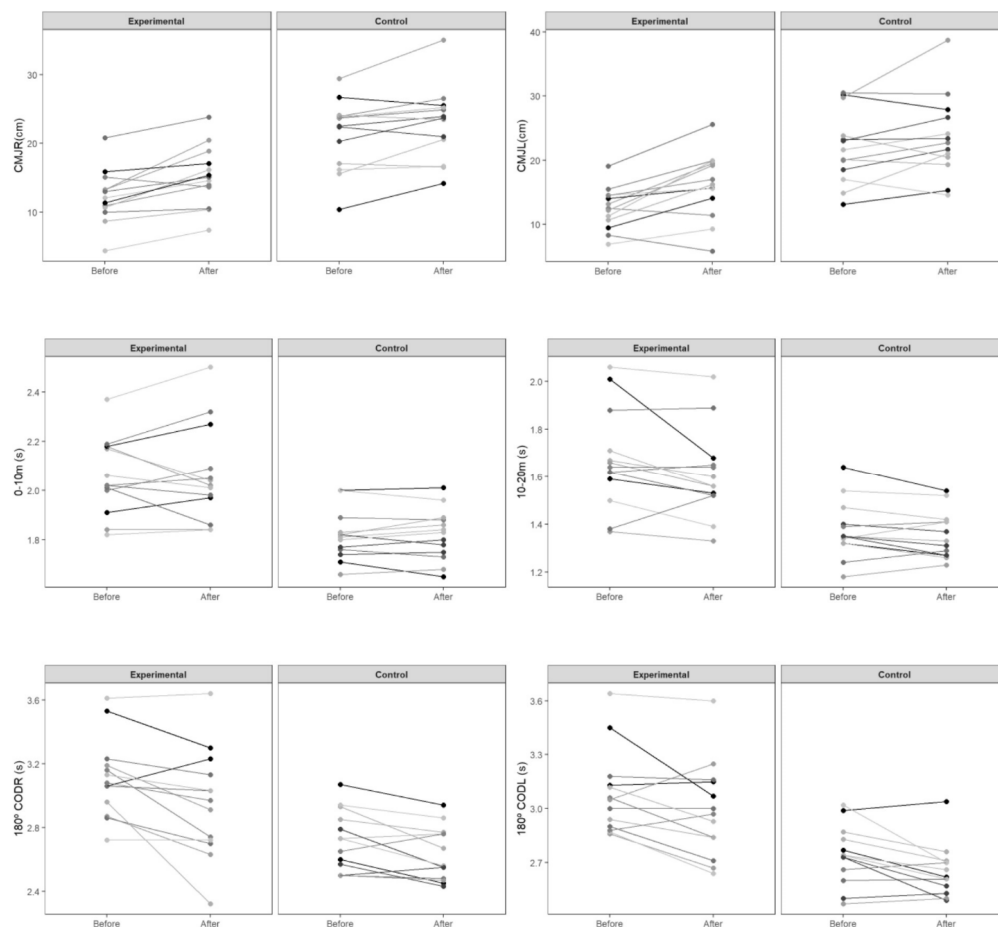 Experimental Control
CMJR(cm)
30
20
10
Before After Before After
Experimental Control
CMJL(cm)
40
30
20
10
Before After Before After
Experimental Control
0-10m (s)
2.4
2.2
2.0
1.8
Before After Before After
Experimental Control
10-20m (s)
2.0
1.8
1.6
1.4
1.2
Before After Before After
Experimental Control
180º CODR (s)
3.6
3.2
2.8
2.4
Before After Before After
Experimental Control
180º CODL (s)
3.6
3.3
3.0
2.7
Before After Before After